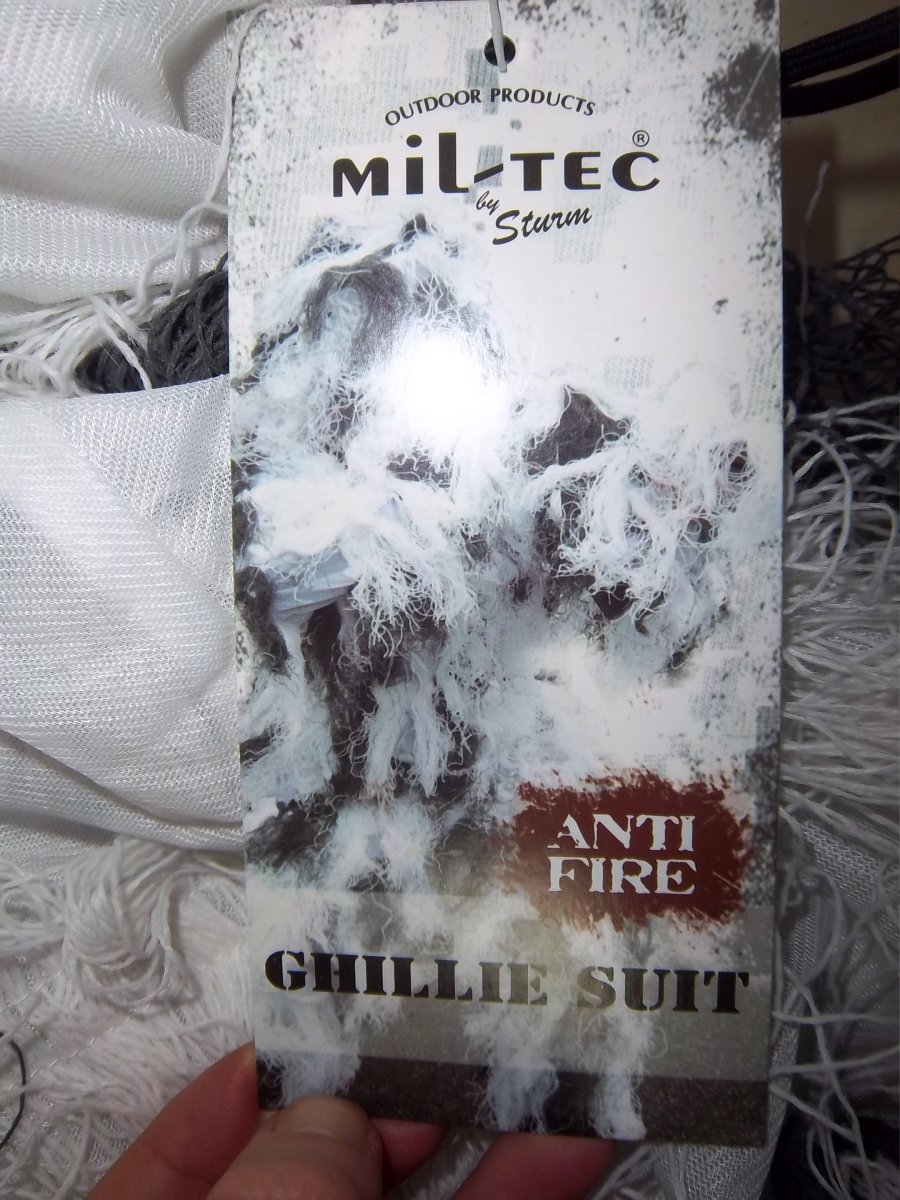 OUTDOOR PRODUCTS
MIL-TEC®
by Sturm
ANTI
FIRE
GHILLIE SUIT